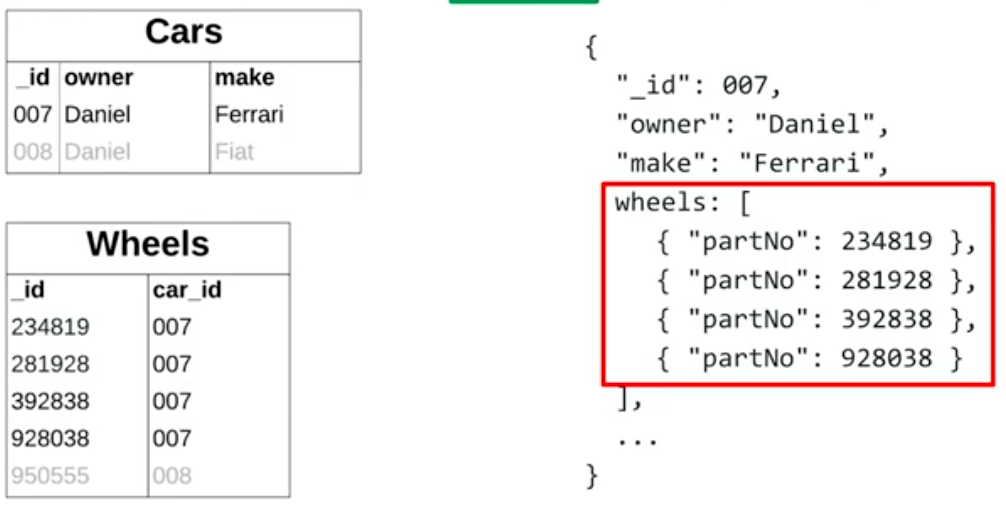 Cars
_id owner make
007 Daniel Ferrari
008 Daniel Fiat
Wheels
_id car_id
234819 007
281928 007
392838 007
928038 007
950555 008
{
"_id": 007,
"owner": "Daniel",
"make": "Ferrari",
wheels: [
{ "partNo": 234819 },
{ "partNo": 281928 },
{ "partNo": 392838 },
{ "partNo": 928038 }
],
...
}